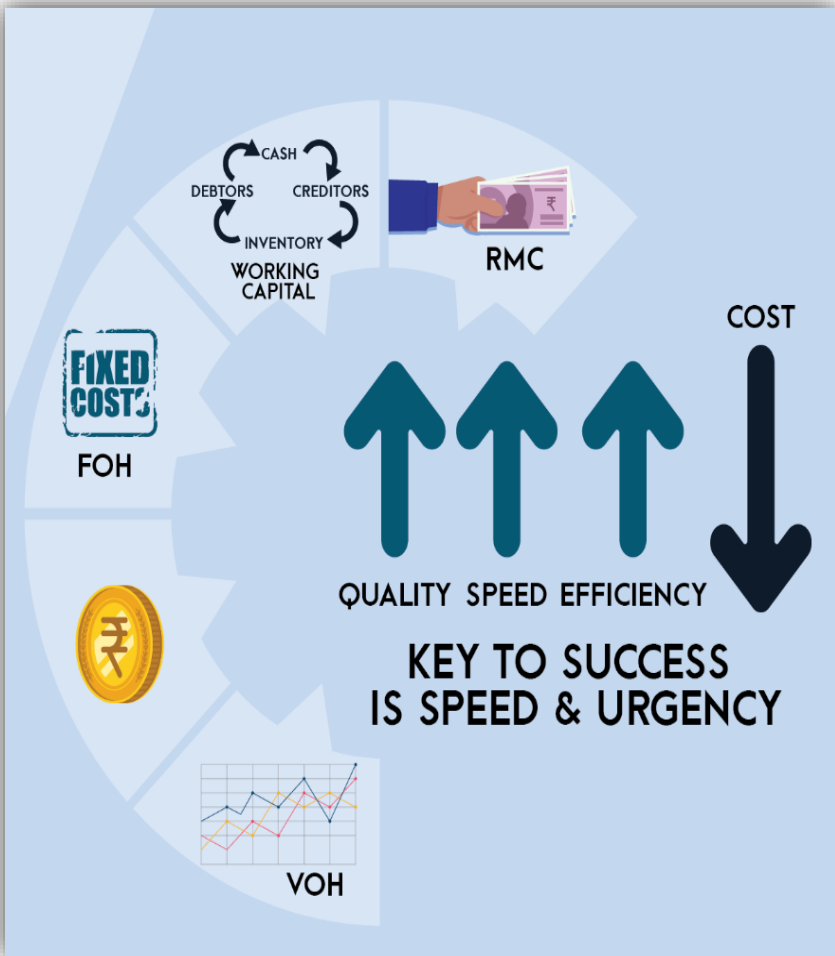 CASH
DEBTORS CREDITORS
INVENTORY
WORKING
CAPITAL
₹
RMC
COST
FIXED
COSTS
FOH
QUALITY SPEED EFFICIENCY
₹
KEY TO SUCCESS
IS SPEED & URGENCY
VOH